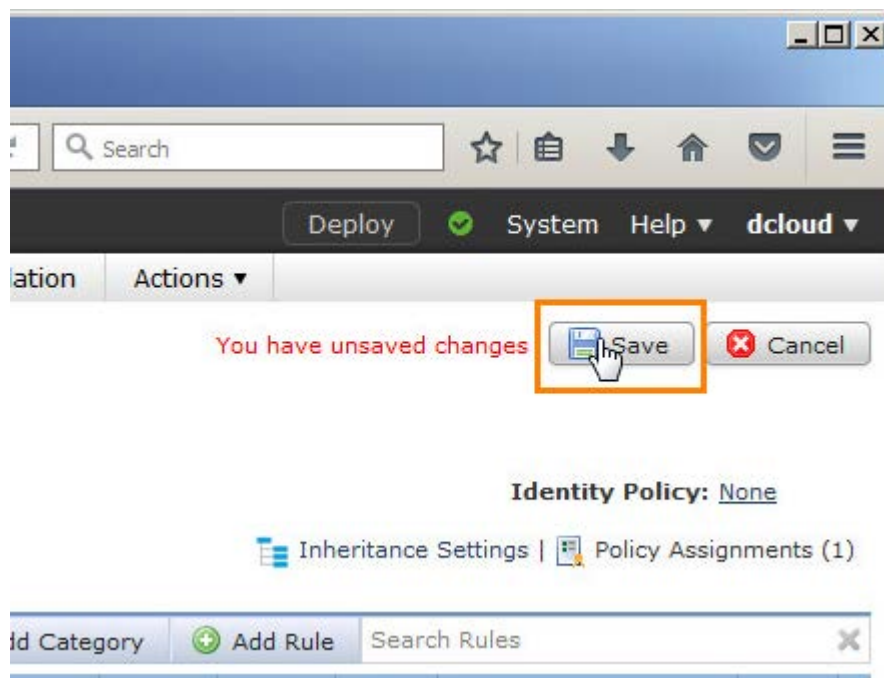 Search
Deploy System Help ▾ dcloud ▾
lation Actions ▾
You have unsaved changes Save Cancel
Identity Policy: None
Inheritance Settings | Policy Assignments (1)
dd Category Add Rule Search Rules